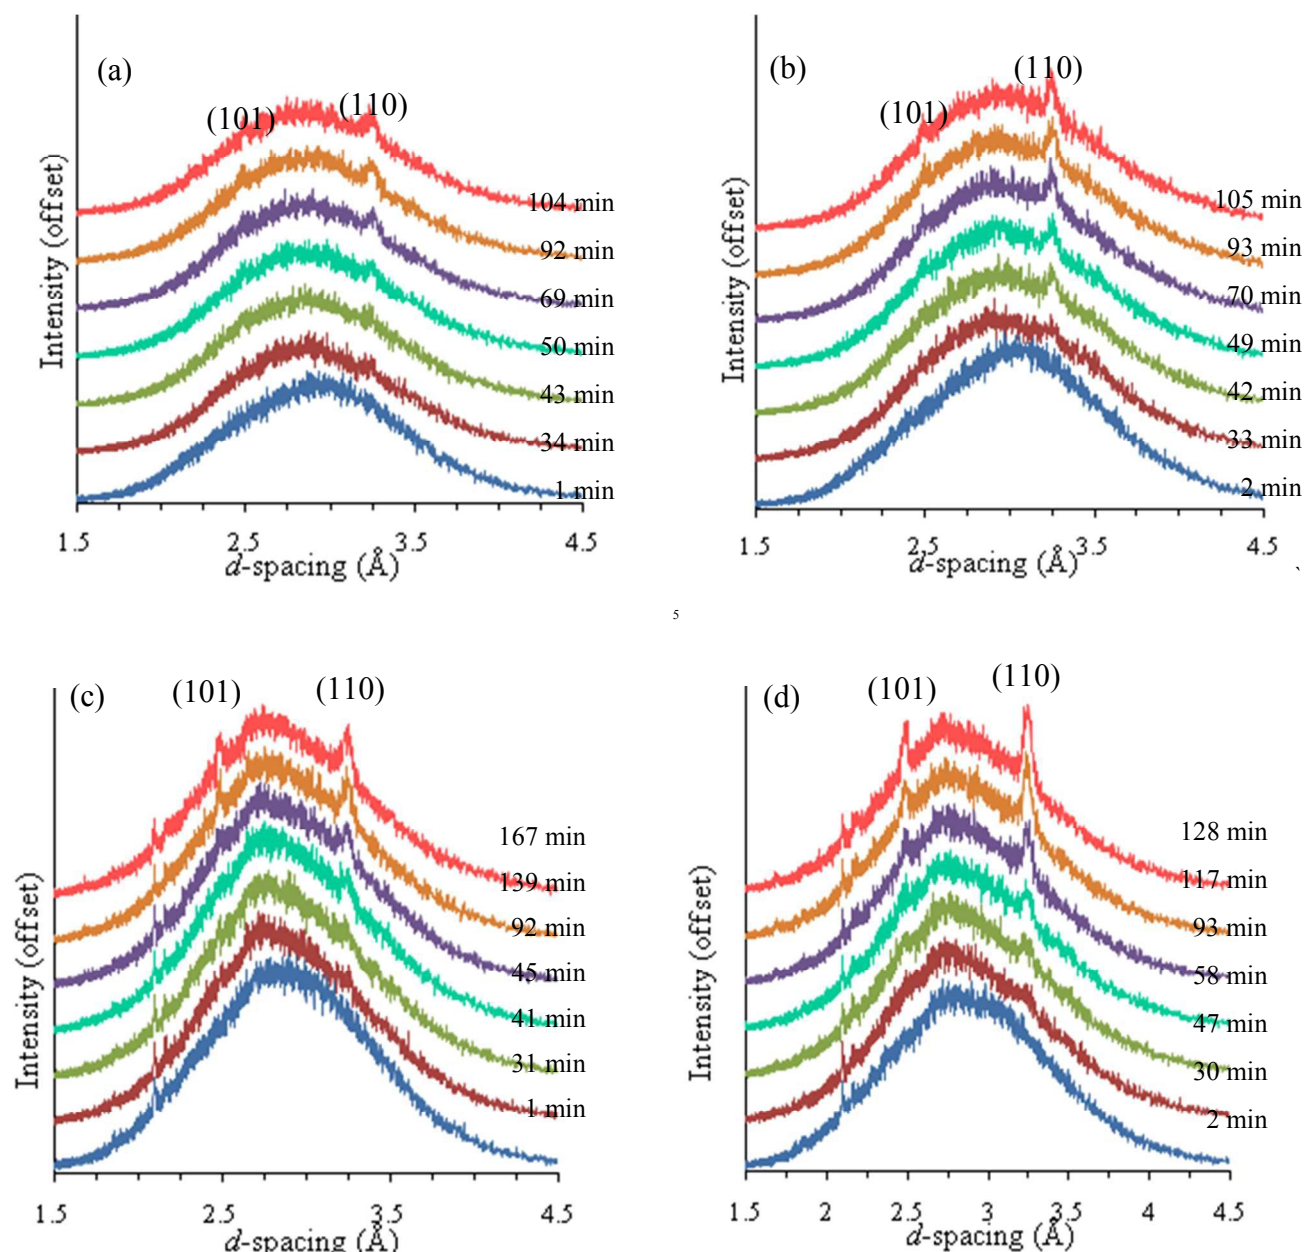 (a)
(101)
(110)
Intensity (offset)
104 min
92 min
69 min
50 min
43 min
34 min
1 min
1.5
2.5
3.5
4.5
d-spacing (Å)
(b)
(101)
(110)
Intensity (offset)
105 min
93 min
70 min
49 min
42 min
33 min
2 min
1.5
2.5
3.5
4.5
d-spacing (Å)
`
5
(c)
(101)
(110)
Intensity (offset)
167 min
139 min
92 min
45 min
41 min
31 min
1 min
1.5
2.5
3.5
4.5
d-spacing (Å)
(d)
(101)
(110)
Intensity (offset)
128 min
117 min
93 min
58 min
47 min
30 min
2 min
1.5
2
2.5
3
3.5
4
4.5
d-spacing (Å)